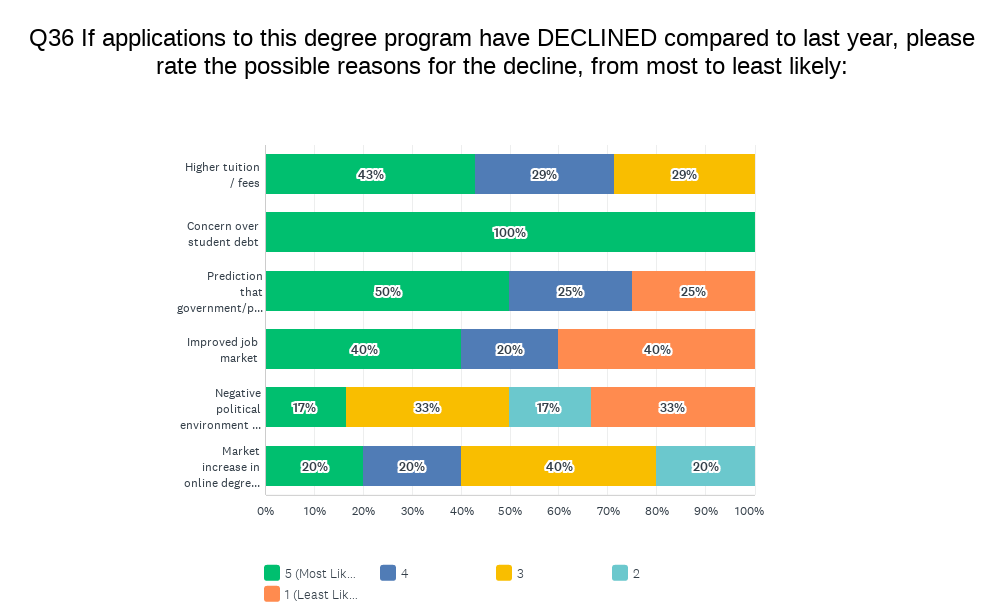 Q36 If applications to this degree program have DECLINED compared to last year, please
rate the possible reasons for the decline, from most to least likely:
Higher tuition
/ fees
43% 29% 29%
Concern over
student debt
100%
Prediction
that
government/p...
50% 25% 25%
Improved job
market
40% 20% 40%
Negative
political
environment ...
17% 33% 17% 33%
Market
increase in
online degre...
20% 20% 40% 20%
0% 10% 20% 30% 40% 50% 60% 70% 80% 90% 100%
5 (Most Lik... 4 3 2
1 (Least Lik...